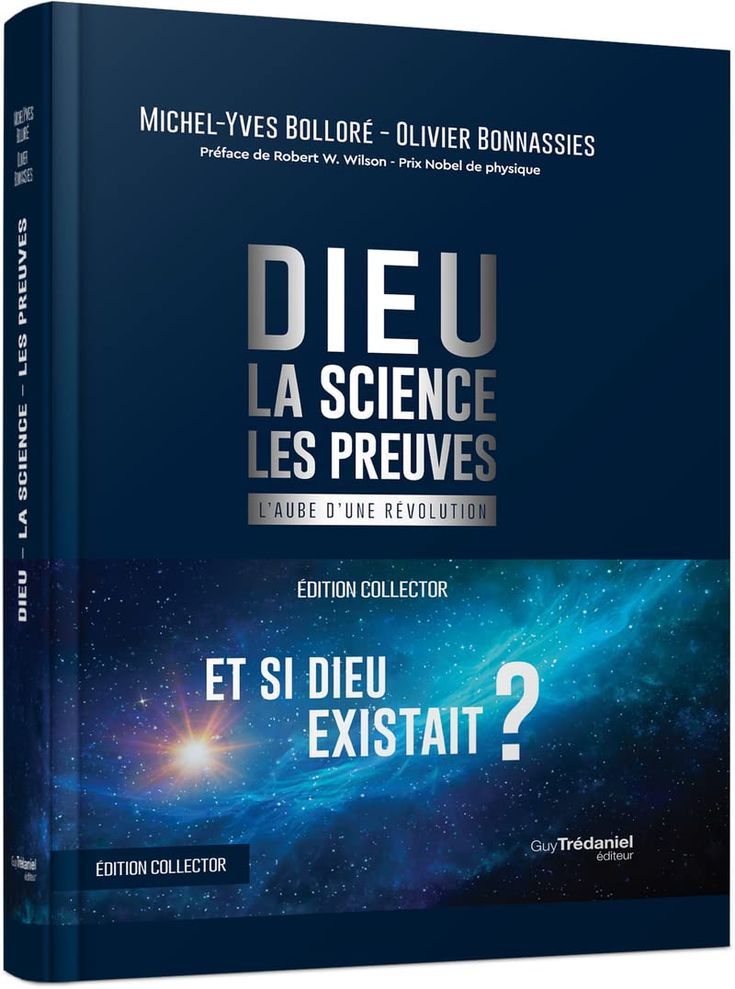 MICHEL-YVES BOLLORÉ - OLIVIER BONNASSIES
Préface de Robert W. Wilson - Prix Nobel de physique
DIEU
LA SCIENCE
LES PREUVES
L'AUBE D'UNE RÉVOLUTION
ÉDITION COLLECTOR
ET SI DIEU
EXISTAIT ?
Guy Trédaniel
éditeur
ÉDITION COLLECTOR
MICHEL-YVES
BOLLORÉ
OLIVIER
BONNASSIES
DIEU – LA SCIENCE – LES PREUVES
Guy Trédaniel
éditeur